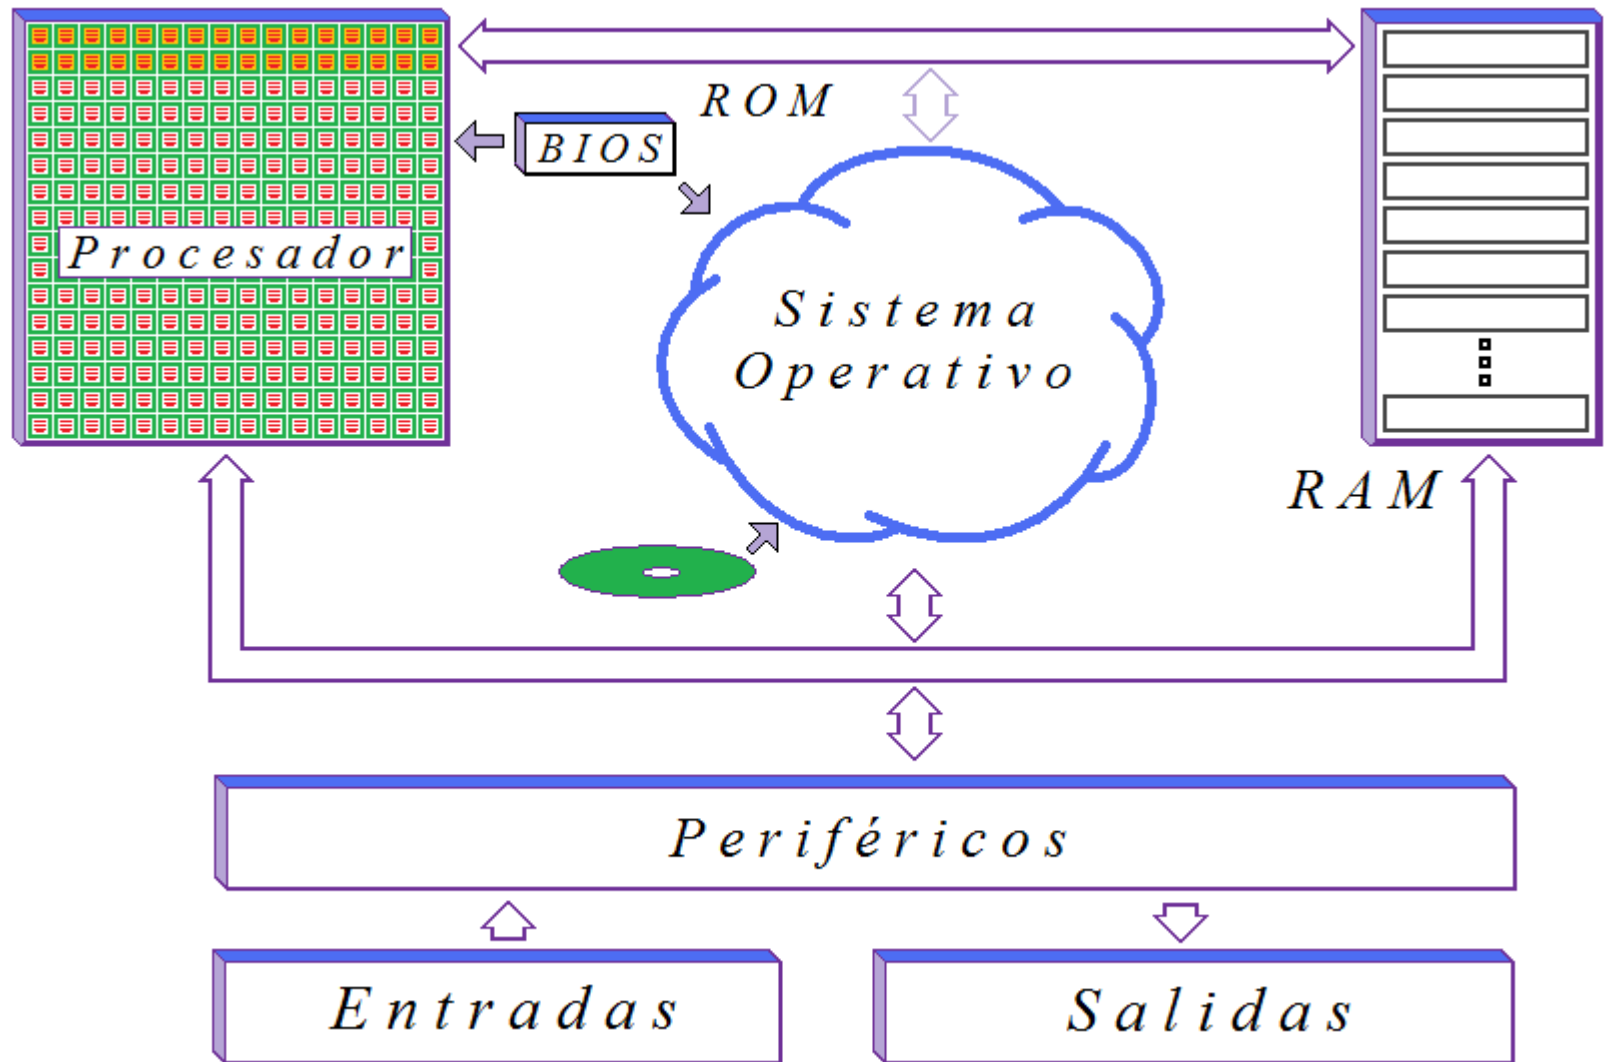 ROM
BIOS
Procesador
Sistema
Operativo
RAM
Periféricos
Entradas
Salidas